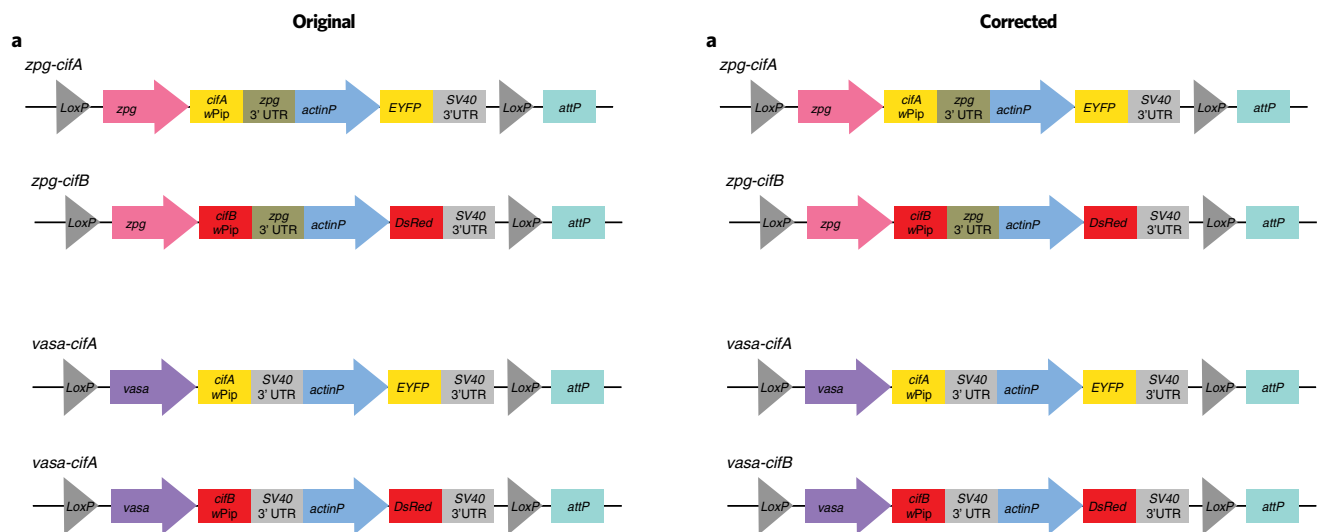 Original
a
zpg-cifA
LoxP zpg cifA wPip zpg 3' UTR actinP EYFP SV40 3'UTR LoxP attP
zpg-cifB
LoxP zpg cifB wPip zpg 3' UTR actinP DsRed SV40 3'UTR LoxP attP
vasa-cifA
LoxP vasa cifA wPip SV40 3' UTR actinP EYFP SV40 3'UTR LoxP attP
vasa-cifA
LoxP vasa cifB wPip SV40 3' UTR actinP DsRed SV40 3'UTR LoxP attP
Corrected
a
zpg-cifA
LoxP zpg cifA wPip zpg 3' UTR actinP EYFP SV40 3'UTR LoxP attP
zpg-cifB
LoxP zpg cifB wPip zpg 3' UTR actinP DsRed SV40 3'UTR LoxP attP
vasa-cifA
LoxP vasa cifA wPip SV40 3' UTR actinP EYFP SV40 3'UTR LoxP attP
vasa-cifB
LoxP vasa cifB wPip SV40 3' UTR actinP DsRed SV40 3'UTR LoxP attP